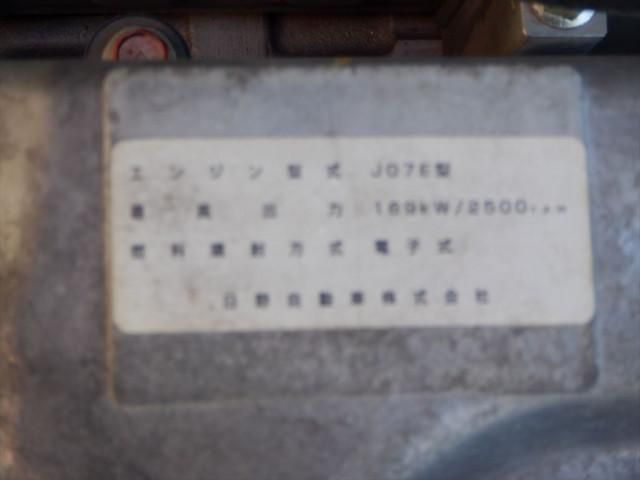 エンジン型式 J07E型
最高出力 169kW/2500rpm
燃料噴射方式 電子式
日野自動車株式会社